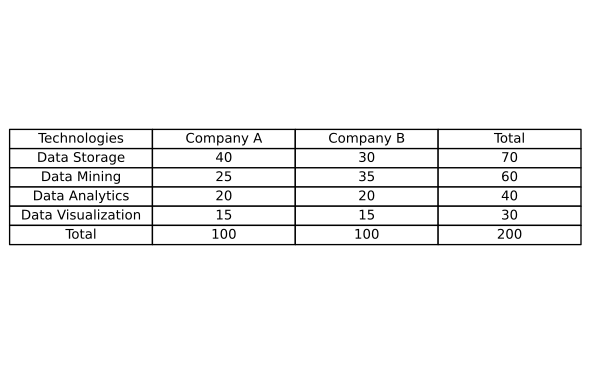 Technologies Company A Company B Total
Data Storage 40 30 70
Data Mining 25 35 60
Data Analytics 20 20 40
Data Visualization 15 15 30
Total 100 100 200